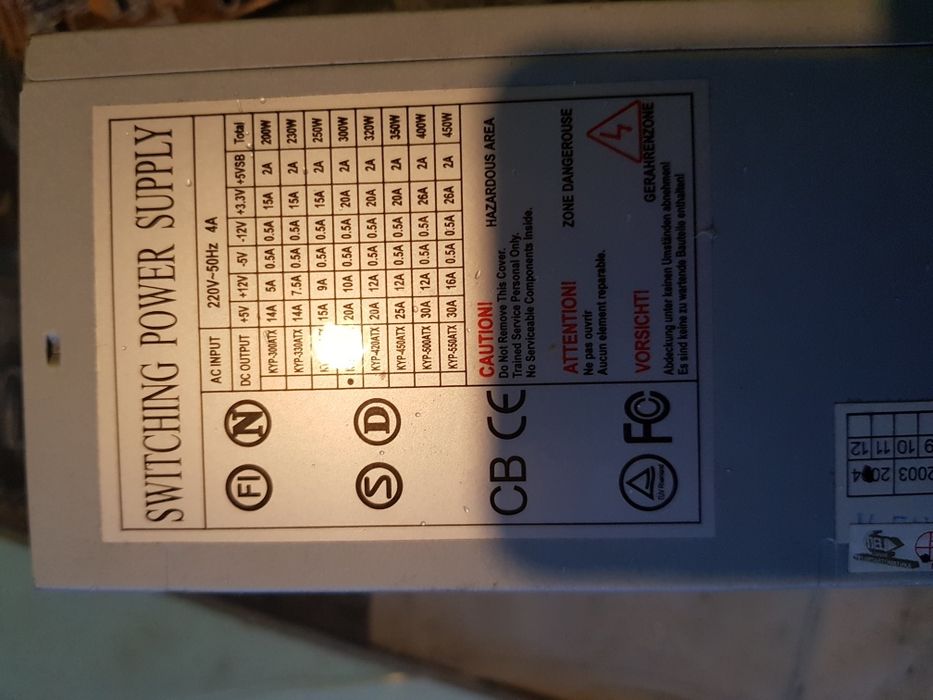 SWITCHING POWER SUPPLY
AC INPUT 220V~50Hz 4A
DC OUTPUT +5V +12V -5V -12V +3.3V +5VSB Total
KYP-300ATX 14A 5A 0.5A 0.5A 15A 2A 200W
KYP-330ATX 14A 7.5A 0.5A 0.5A 15A 2A 230W
15A 9A 0.5A 0.5A 15A 2A 250W
20A 10A 0.5A 0.5A 20A 2A 300W
KYP-420ATX 20A 12A 0.5A 0.5A 20A 2A 320W
KYP-450ATX 25A 12A 0.5A 0.5A 20A 2A 350W
KYP-500ATX 30A 12A 0.5A 0.5A 26A 2A 400W
KYP-550ATX 30A 16A 0.5A 0.5A 26A 2A 450W
FI N
S D
CB CE
FC
CAUTION! HAZARDOUS AREA
Do Not Remove This Cover.
Trained Service Personal Only.
No Serviceable Components Inside.
ATTENTION! ZONE DANGEROUSE
Ne pas ouvrir
Aucun element reparable.
VORSICHT! GERAHRENZONE
Abdeckung unter keinen Umständen abnehmen!
Es sind keine zu wartende Bauteile enthalten!
9 10 11 12
2003